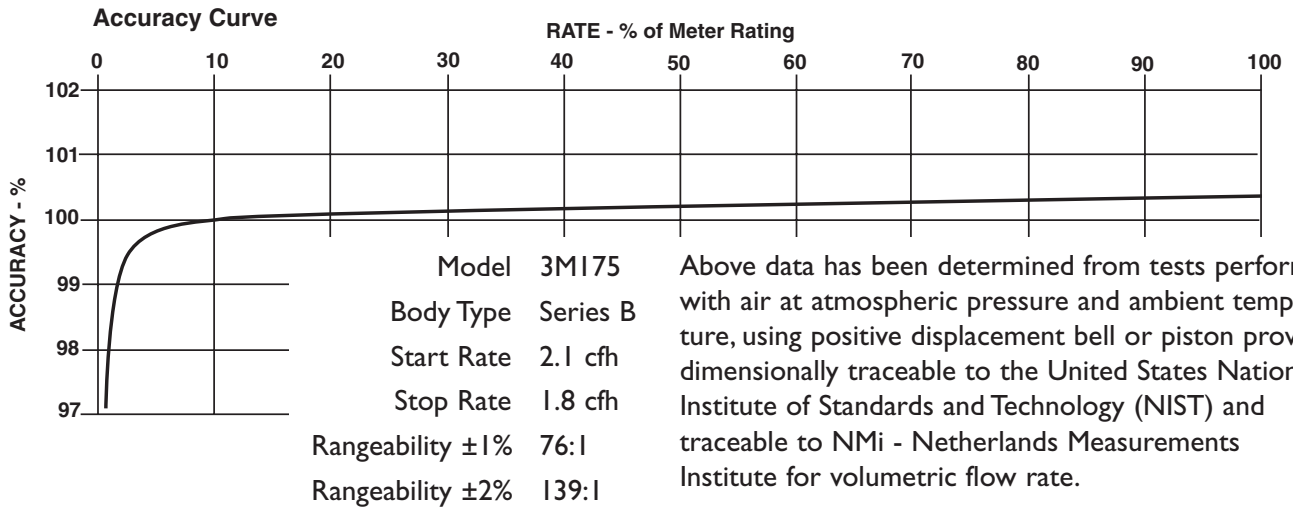 Accuracy Curve
RATE - % of Meter Rating
0 10 20 30 40 50 60 70 80 90 100
102
101
100
99
98
97
ACCURACY - %
Model 3M175
Body Type Series B
Start Rate 2.1 cfh
Stop Rate 1.8 cfh
Rangeability ±1% 76:1
Rangeability ±2% 139:1
Above data has been determined from tests perform
with air at atmospheric pressure and ambient temp
ture, using positive displacement bell or piston prov
dimensionally traceable to the United States Nation
Institute of Standards and Technology (NIST) and
traceable to NMi - Netherlands Measurements
Institute for volumetric flow rate.